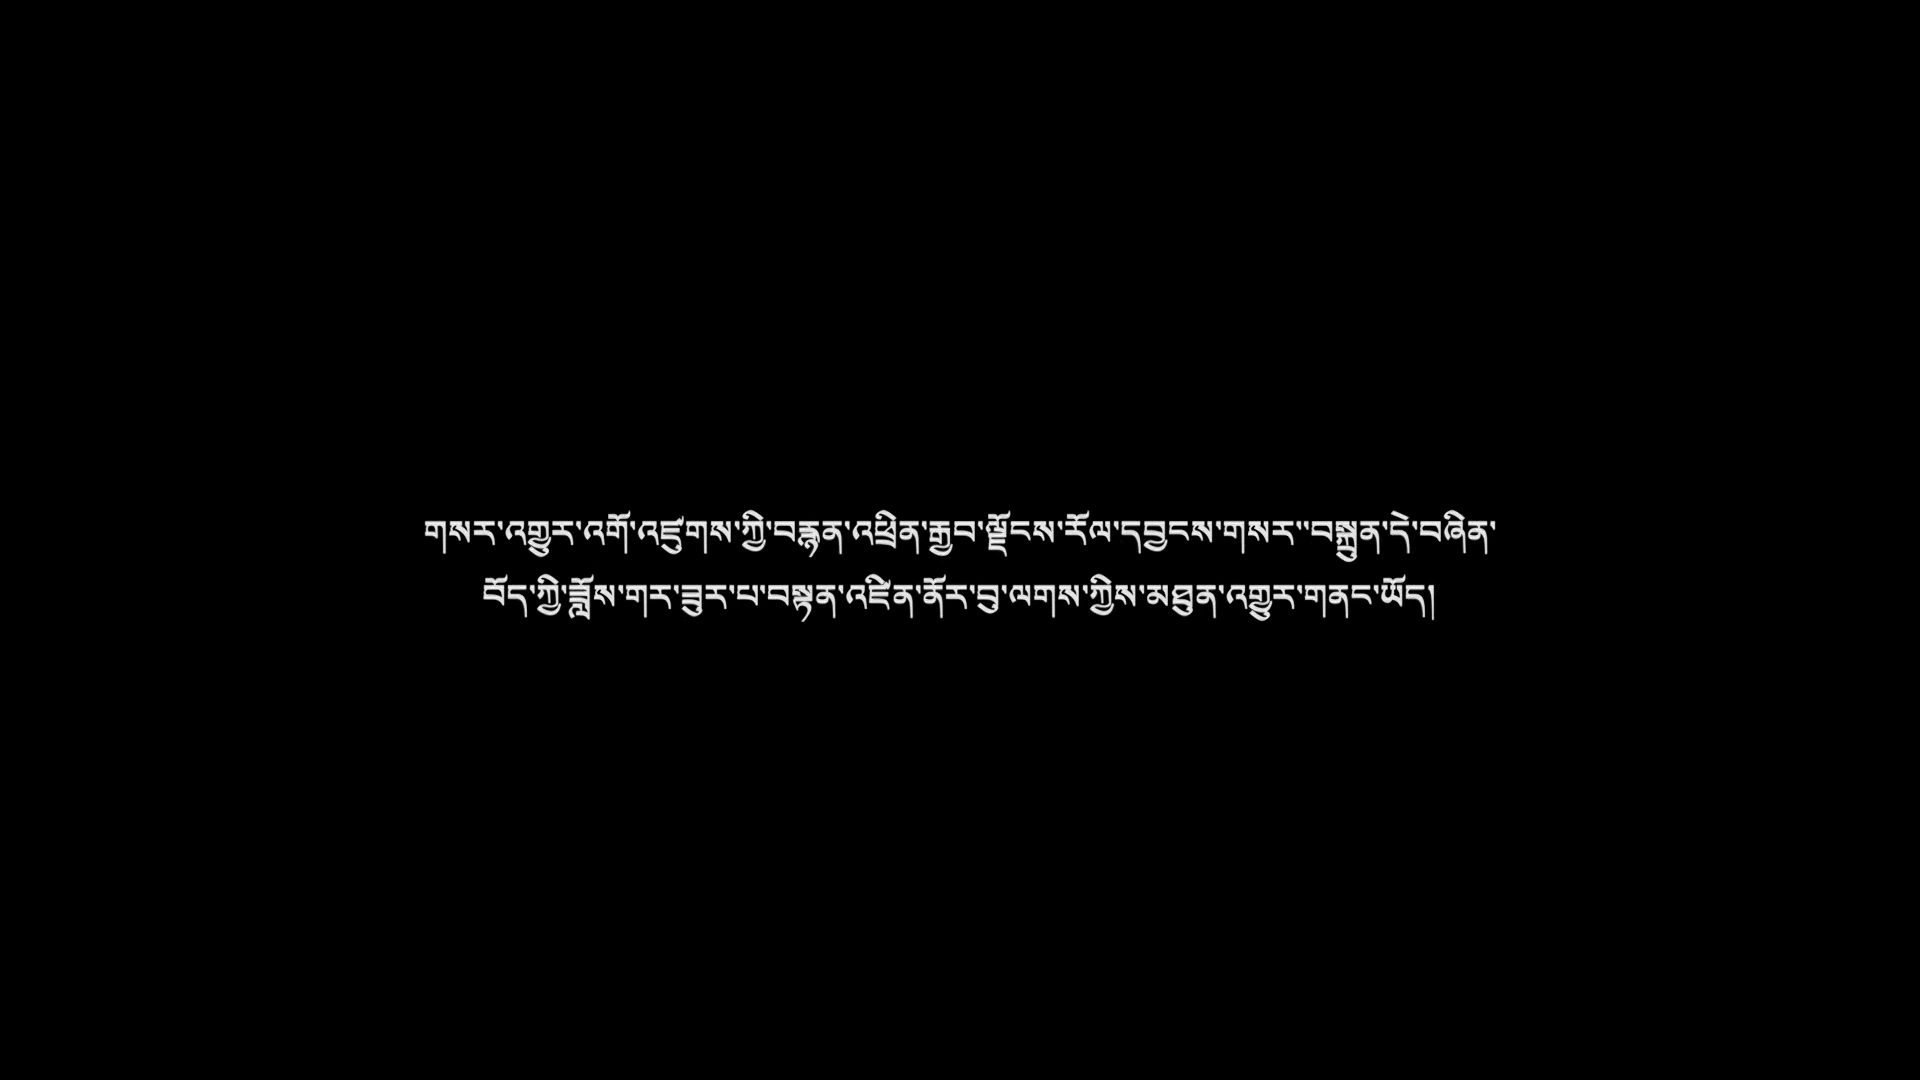 གསར་འགྱུར་འགོ་འཛུགས་ཀྱི་བརྙན་འཕྲིན་རྒྱབ་ལྗོངས་རོལ་དབྱངས་གསར་་བསྐྲུན་དེ་བཞིན་
བོད་ཀྱི་ཟློས་གར་ཟུར་པ་བསྟན་འཛིན་ནོར་བུ་ལགས་ཀྱིས་མཐུན་འགྱུར་གནང་ཡོད།